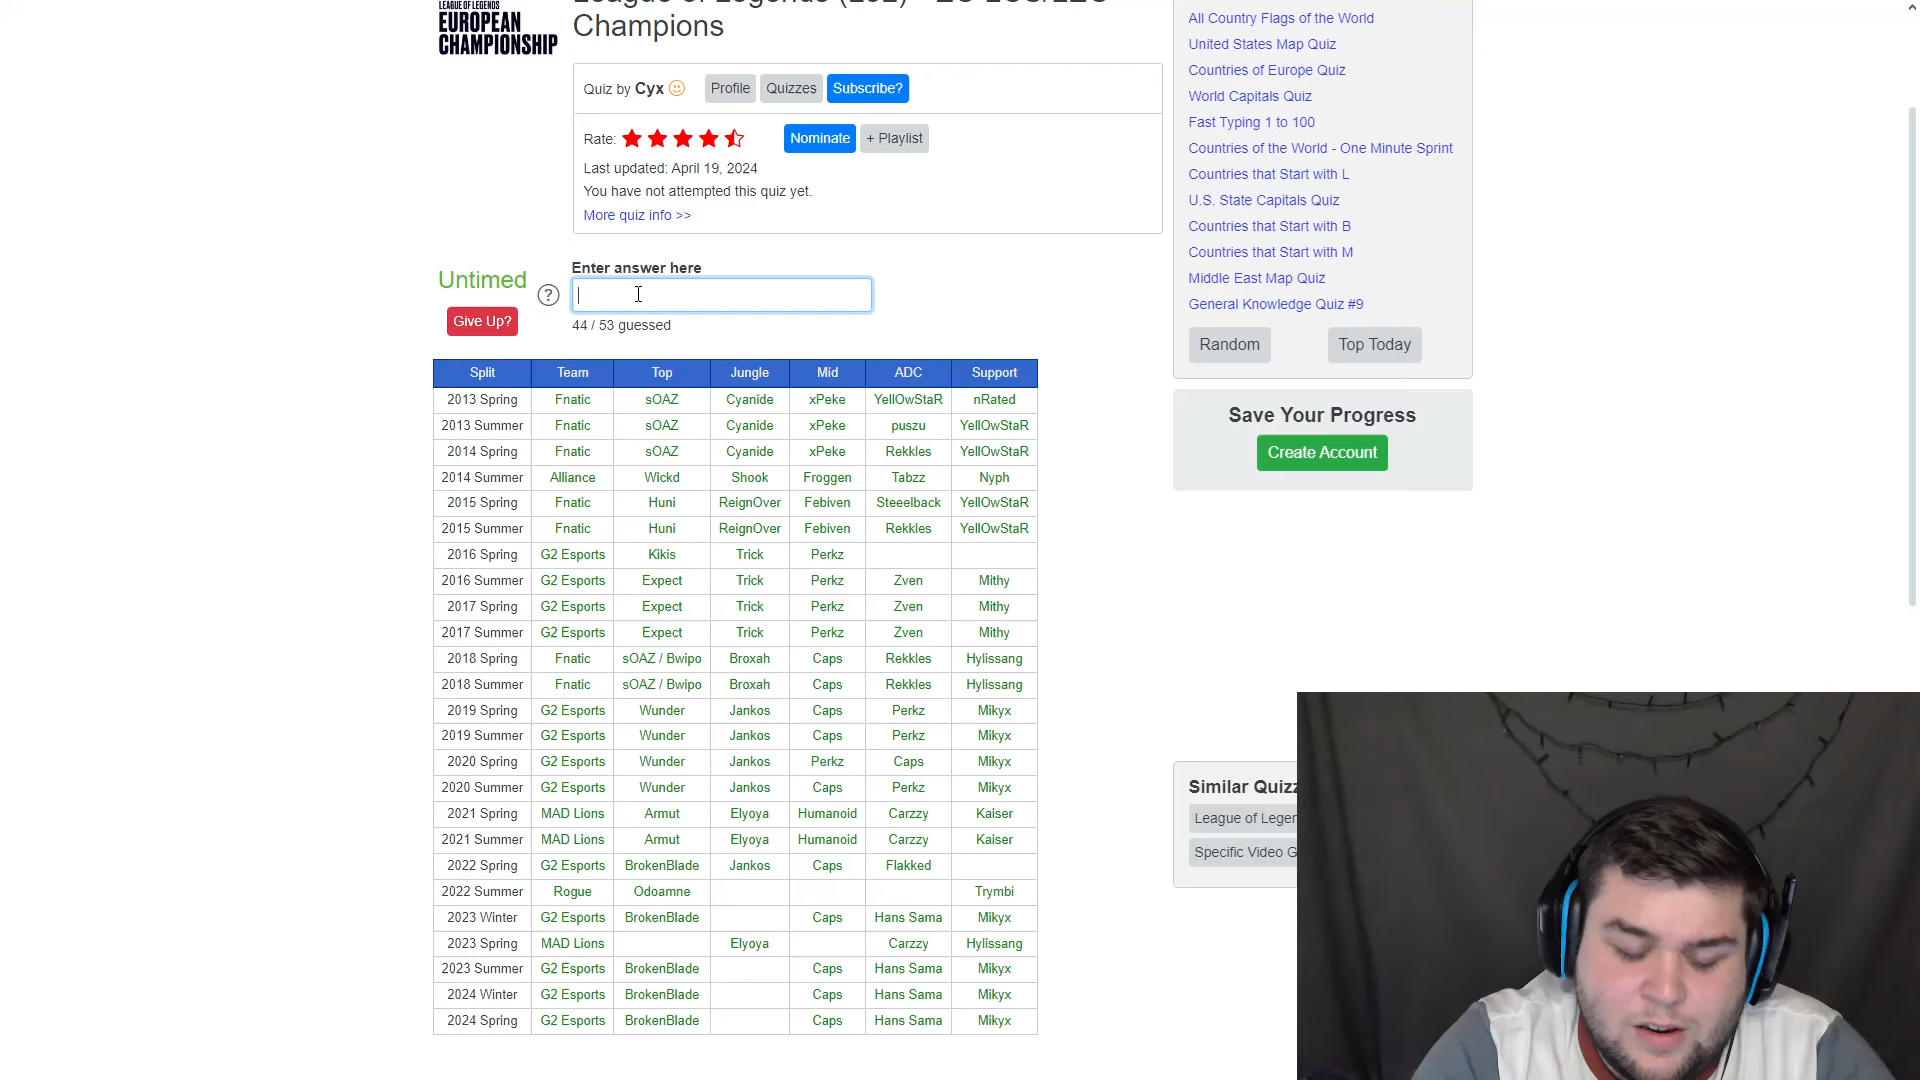 LEAGUE OF LEGENDS
EUROPEAN
CHAMPIONSHIP
Champions
Quiz by Cyx Profile Quizzes Subscribe?
Rate: Nominate + Playlist
Last updated: April 19, 2024
You have not attempted this quiz yet.
More quiz info >>
Untimed
Give Up?
?
Enter answer here
44 / 53 guessed
Split Team Top Jungle Mid ADC Support
2013 Spring Fnatic sOAZ Cyanide xPeke YellOwStaR nRated
2013 Summer Fnatic sOAZ Cyanide xPeke puszu YellOwStaR
2014 Spring Fnatic sOAZ Cyanide xPeke Rekkles YellOwStaR
2014 Summer Alliance Wickd Shook Froggen Tabzz Nyph
2015 Spring Fnatic Huni ReignOver Febiven Steeelback YellOwStaR
2015 Summer Fnatic Huni ReignOver Febiven Rekkles YellOwStaR
2016 Spring G2 Esports Kikis Trick Perkz
2016 Summer G2 Esports Expect Trick Perkz Zven Mithy
2017 Spring G2 Esports Expect Trick Perkz Zven Mithy
2017 Summer G2 Esports Expect Trick Perkz Zven Mithy
2018 Spring Fnatic sOAZ / Bwipo Broxah Caps Rekkles Hylissang
2018 Summer Fnatic sOAZ / Bwipo Broxah Caps Rekkles Hylissang
2019 Spring G2 Esports Wunder Jankos Caps Perkz Mikyx
2019 Summer G2 Esports Wunder Jankos Caps Perkz Mikyx
2020 Spring G2 Esports Wunder Jankos Perkz Caps Mikyx
2020 Summer G2 Esports Wunder Jankos Caps Perkz Mikyx
2021 Spring MAD Lions Armut Elyoya Humanoid Carzzy Kaiser
2021 Summer MAD Lions Armut Elyoya Humanoid Carzzy Kaiser
2022 Spring G2 Esports BrokenBlade Jankos Caps Flakked
2022 Summer Rogue Odoamne Trymbi
2023 Winter G2 Esports BrokenBlade Caps Hans Sama Mikyx
2023 Spring MAD Lions Elyoya Carzzy Hylissang
2023 Summer G2 Esports BrokenBlade Caps Hans Sama Mikyx
2024 Winter G2 Esports BrokenBlade Caps Hans Sama Mikyx
2024 Spring G2 Esports BrokenBlade Caps Hans Sama Mikyx
All Country Flags of the World
United States Map Quiz
Countries of Europe Quiz
World Capitals Quiz
Fast Typing 1 to 100
Countries of the World - One Minute Sprint
Countries that Start with L
U.S. State Capitals Quiz
Countries that Start with B
Countries that Start with M
Middle East Map Quiz
General Knowledge Quiz #9
Random Top Today
Save Your Progress
Create Account
Similar Quizz
League of Legen
Specific Video G